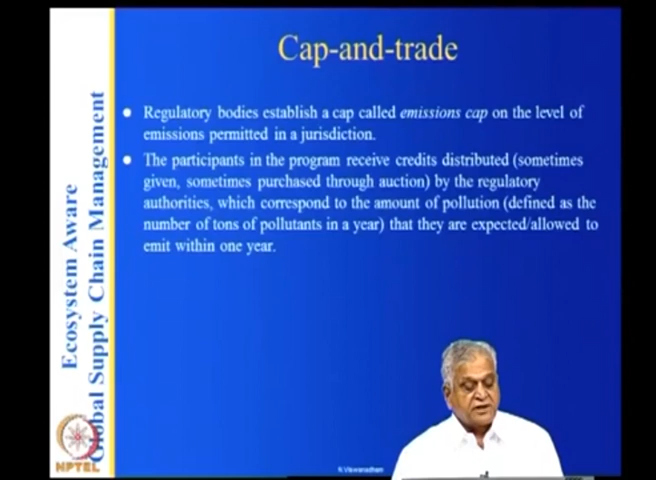 Cap-and-trade
Regulatory bodies establish a cap called emissions cap on the level of
emissions permitted in a jurisdiction.
The participants in the program receive credits distributed (sometimes
given, sometimes purchased through auction) by the regulatory
authorities, which correspond to the amount of pollution (defined as the
number of tons of pollutants in a year) that they are expected/allowed to
emit within one year.
Ecosystem Aware
Global Supply Chain Management
NPTEL
N.Viswanadham